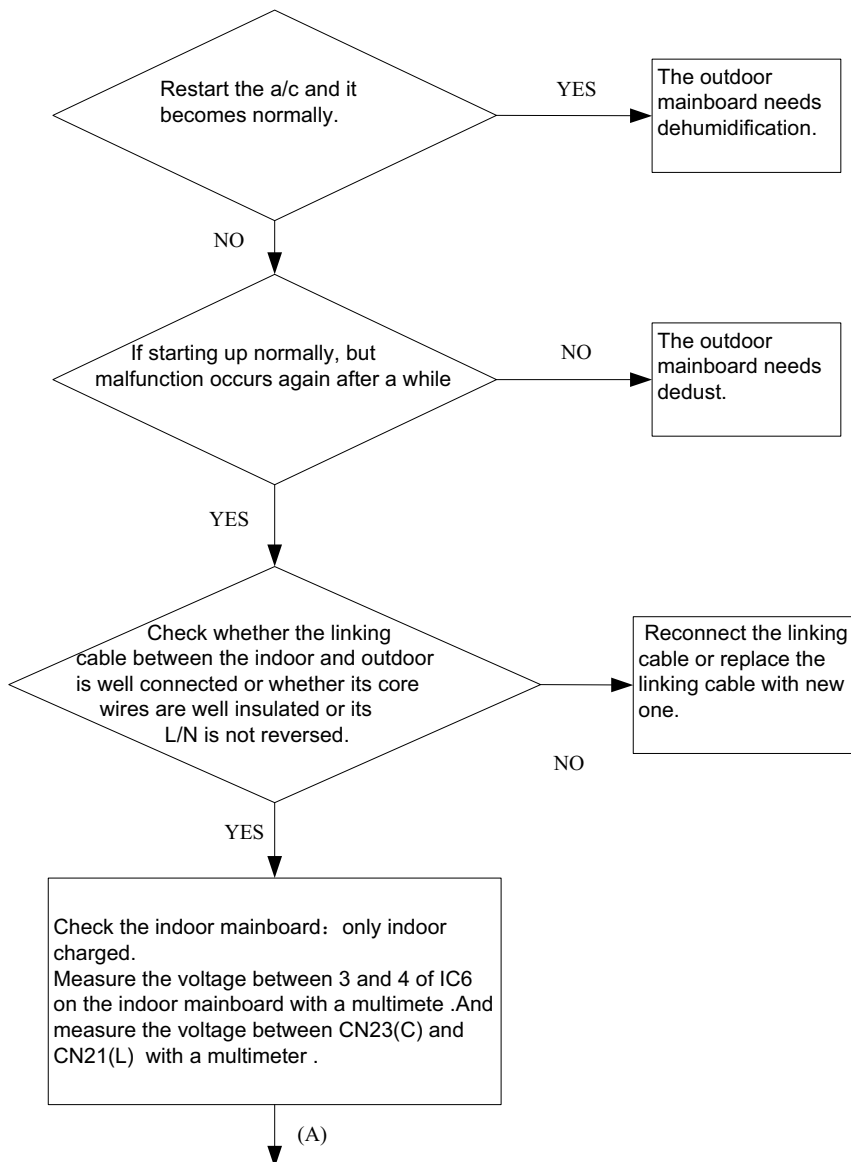 Restart the a/c and it
becomes normally.
YES
The outdoor
mainboard needs
dehumidification.
NO
If starting up normally, but
malfunction occurs again after a while
NO
The outdoor
mainboard needs
dedust.
YES
Check whether the linking
cable between the indoor and outdoor
is well connected or whether its core
wires are well insulated or its
L/N is not reversed.
NO
Reconnect the linking
cable or replace the
linking cable with new
one.
YES
Check the indoor mainboard：only indoor
charged.
Measure the voltage between 3 and 4 of IC6
on the indoor mainboard with a multimete .And
measure the voltage between CN23(C) and
CN21(L) with a multimeter .
(A)